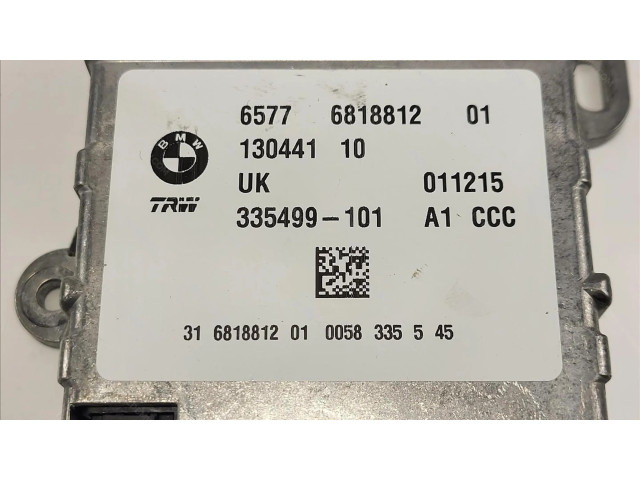 6577 6818812 01
BMW
130441 10
UK 011215
TRW
335499-101 A1 CCC
31 6818812 01 0058 335 5 45